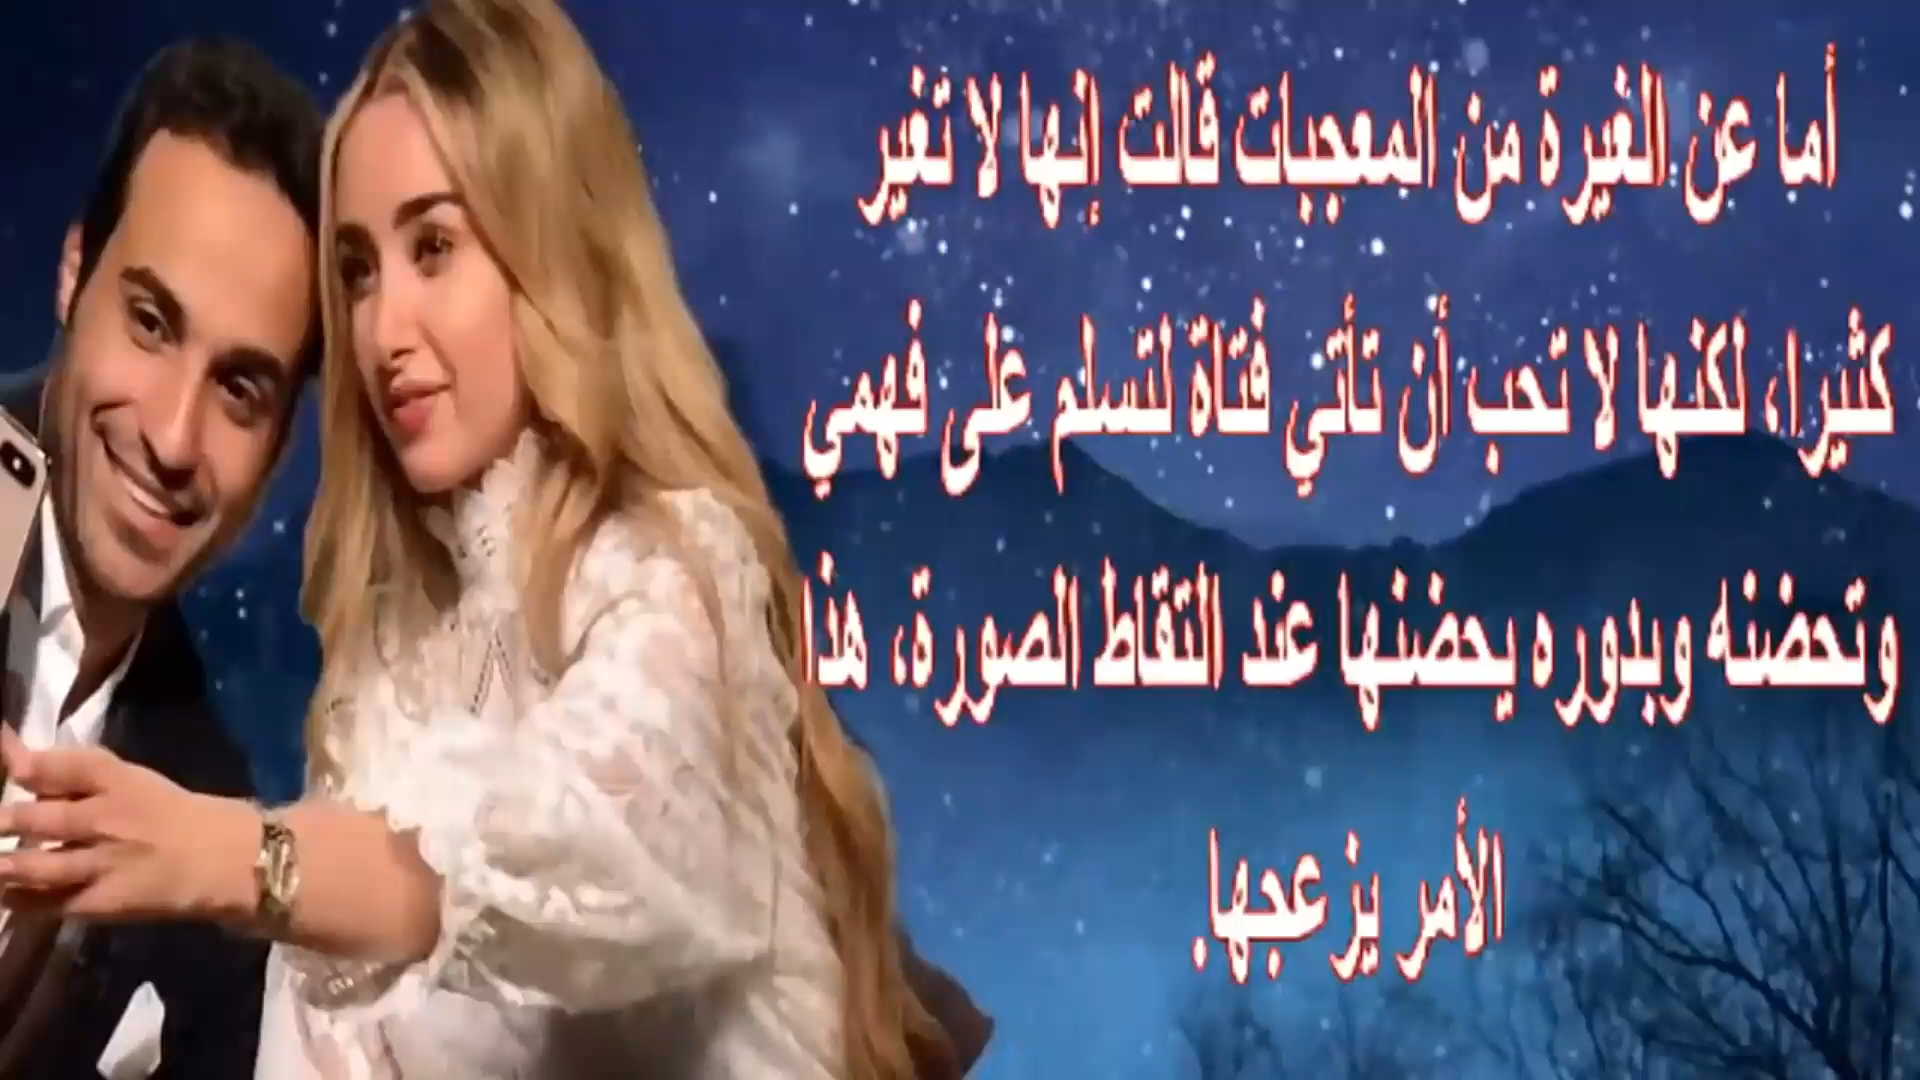 أما عن الغيرة من المعجبات قالت إنها لا تغير
كثيرا، لكنها لا تحب أن تأتي فتاة لتسلم على فهمي
وتحضنه وبدوره يحضنها عند التقاط الصورة، هذا
الأمر يزعجها.